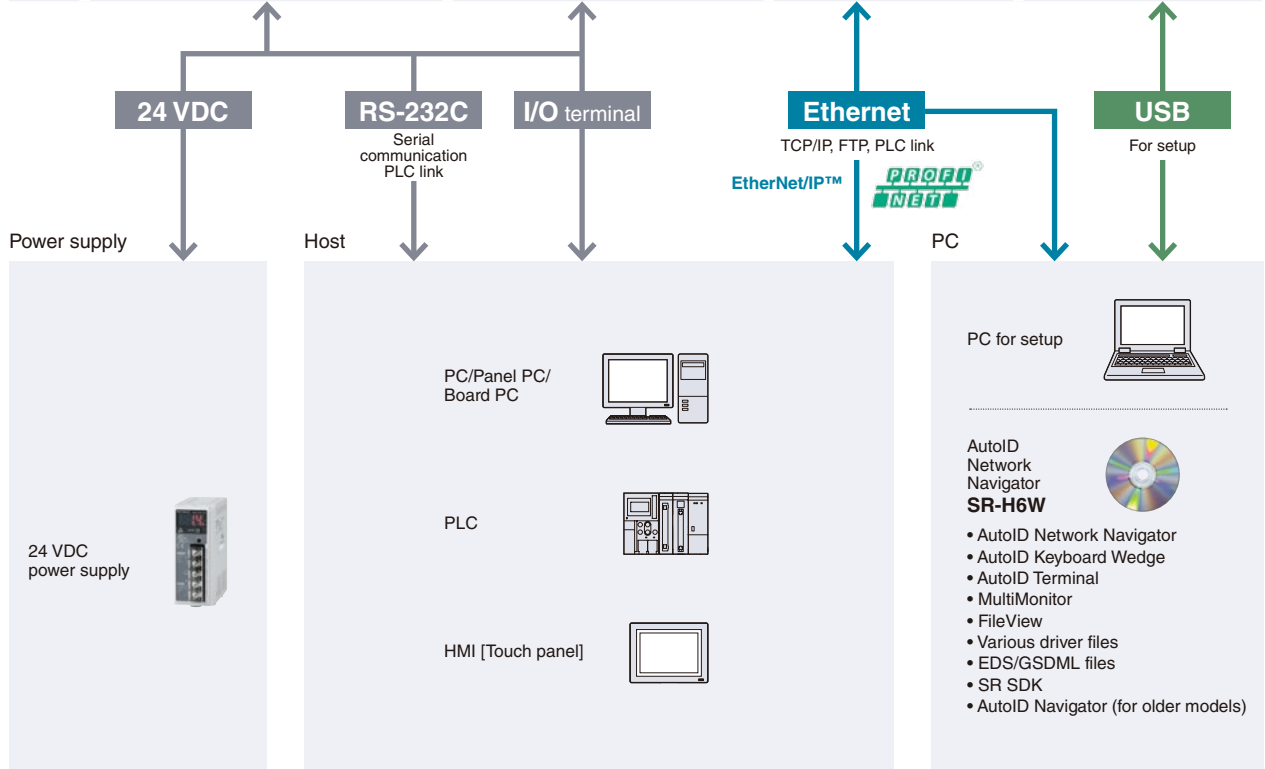 24 VDC
RS-232C
I/O terminal
Ethernet
USB
Serial
communication
PLC link
TCP/IP, FTP, PLC link
For setup
EtherNet/IP™
PROFI
NET
®
Power supply
Host
PC
PC for setup
PC/Panel PC/
Board PC
AutoID
Network
Navigator
SR-H6W
PLC
24 VDC
power supply
• AutoID Network Navigator
• AutoID Keyboard Wedge
• AutoID Terminal
• MultiMonitor
• FileView
• Various driver files
• EDS/GSDML files
• SR SDK
• AutoID Navigator (for older models)
HMI [Touch panel]